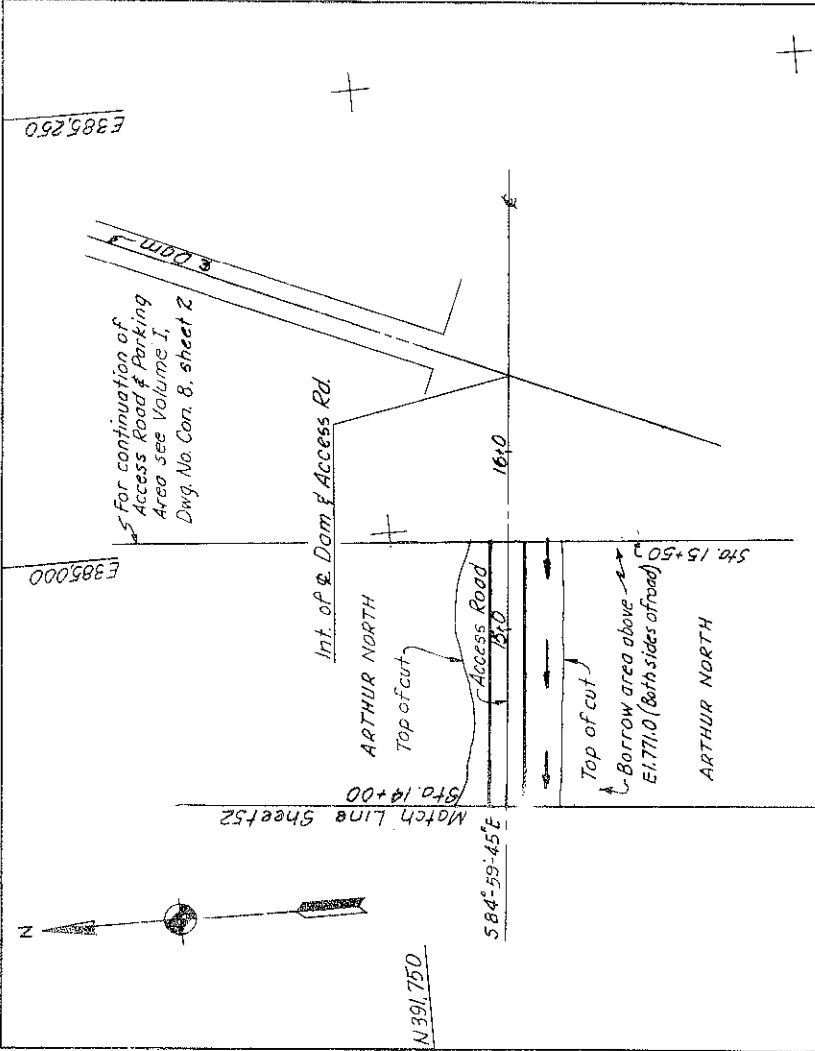 E385,250
℄ Dam
For continuation of
Access Road & Parking
Area see Volume I,
Dwg. No. Con. 8, sheet 2
Int. of ℄ Dam & Access Rd.
E385,000
16+0
ARTHUR NORTH
Top of cut
Access Road
15+0
Sta. 15+50
Match Line Sheet 52
Sta. 14+00
Top of cut
Borrow area above
El. 771.0 (Both sides of road)
ARTHUR NORTH
S84°-59'-45"E
℄
N
N391,750